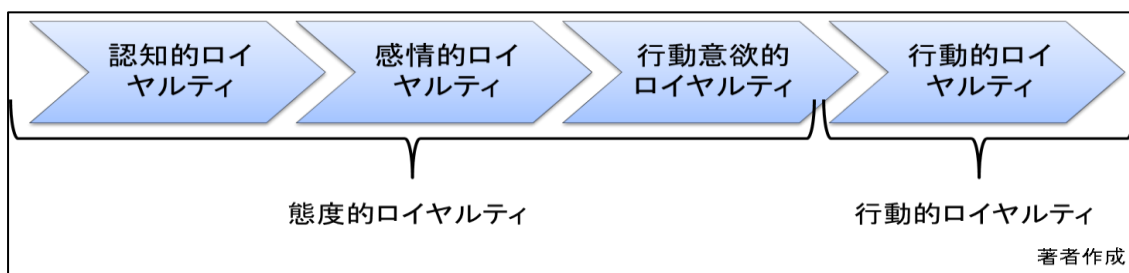 認知的ロイ
ヤルティ
感情的ロイ
ヤルティ
行動意欲的
ロイヤルティ
行動的ロイ
ヤルティ
態度的ロイヤルティ
行動的ロイヤルティ
著者作成